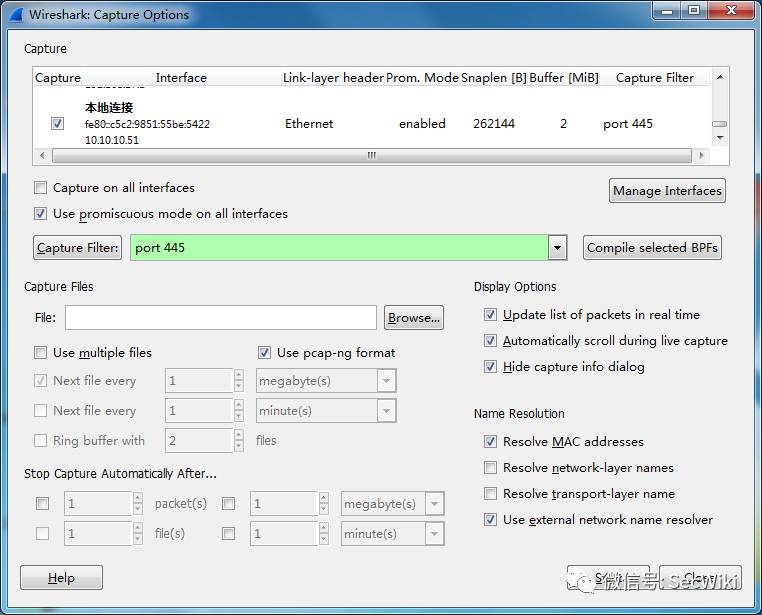 Wireshark: Capture Options
Capture
Capture Interface Link-layer header Prom. Mode Snaplen [B] Buffer [MiB] Capture Filter
本地连接
fe80::c5c2:9851:55be:5422 Ethernet enabled 262144 2 port 445
10.10.10.51
Capture on all interfaces
Manage Interfaces
Use promiscuous mode on all interfaces
Capture Filter: port 445 Compile selected BPFs
Capture Files
File: Browse...
Use multiple files Use pcap-ng format
Next file every 1 megabyte(s)
Next file every 1 minute(s)
Ring buffer with 2 files
Stop Capture Automatically After...
1 packet(s) 1 megabyte(s)
1 file(s) 1 minute(s)
Display Options
Update list of packets in real time
Automatically scroll during live capture
Hide capture info dialog
Name Resolution
Resolve MAC addresses
Resolve network-layer names
Resolve transport-layer name
Use external network name resolver
Help
微信号: SecWiki